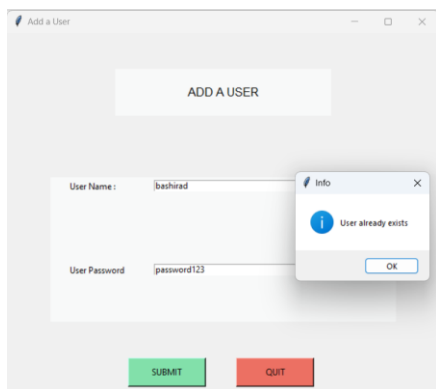 Add a User
ADD A USER
User Name : bashirad
Info
User already exists
OK
User Password password123
SUBMIT QUIT